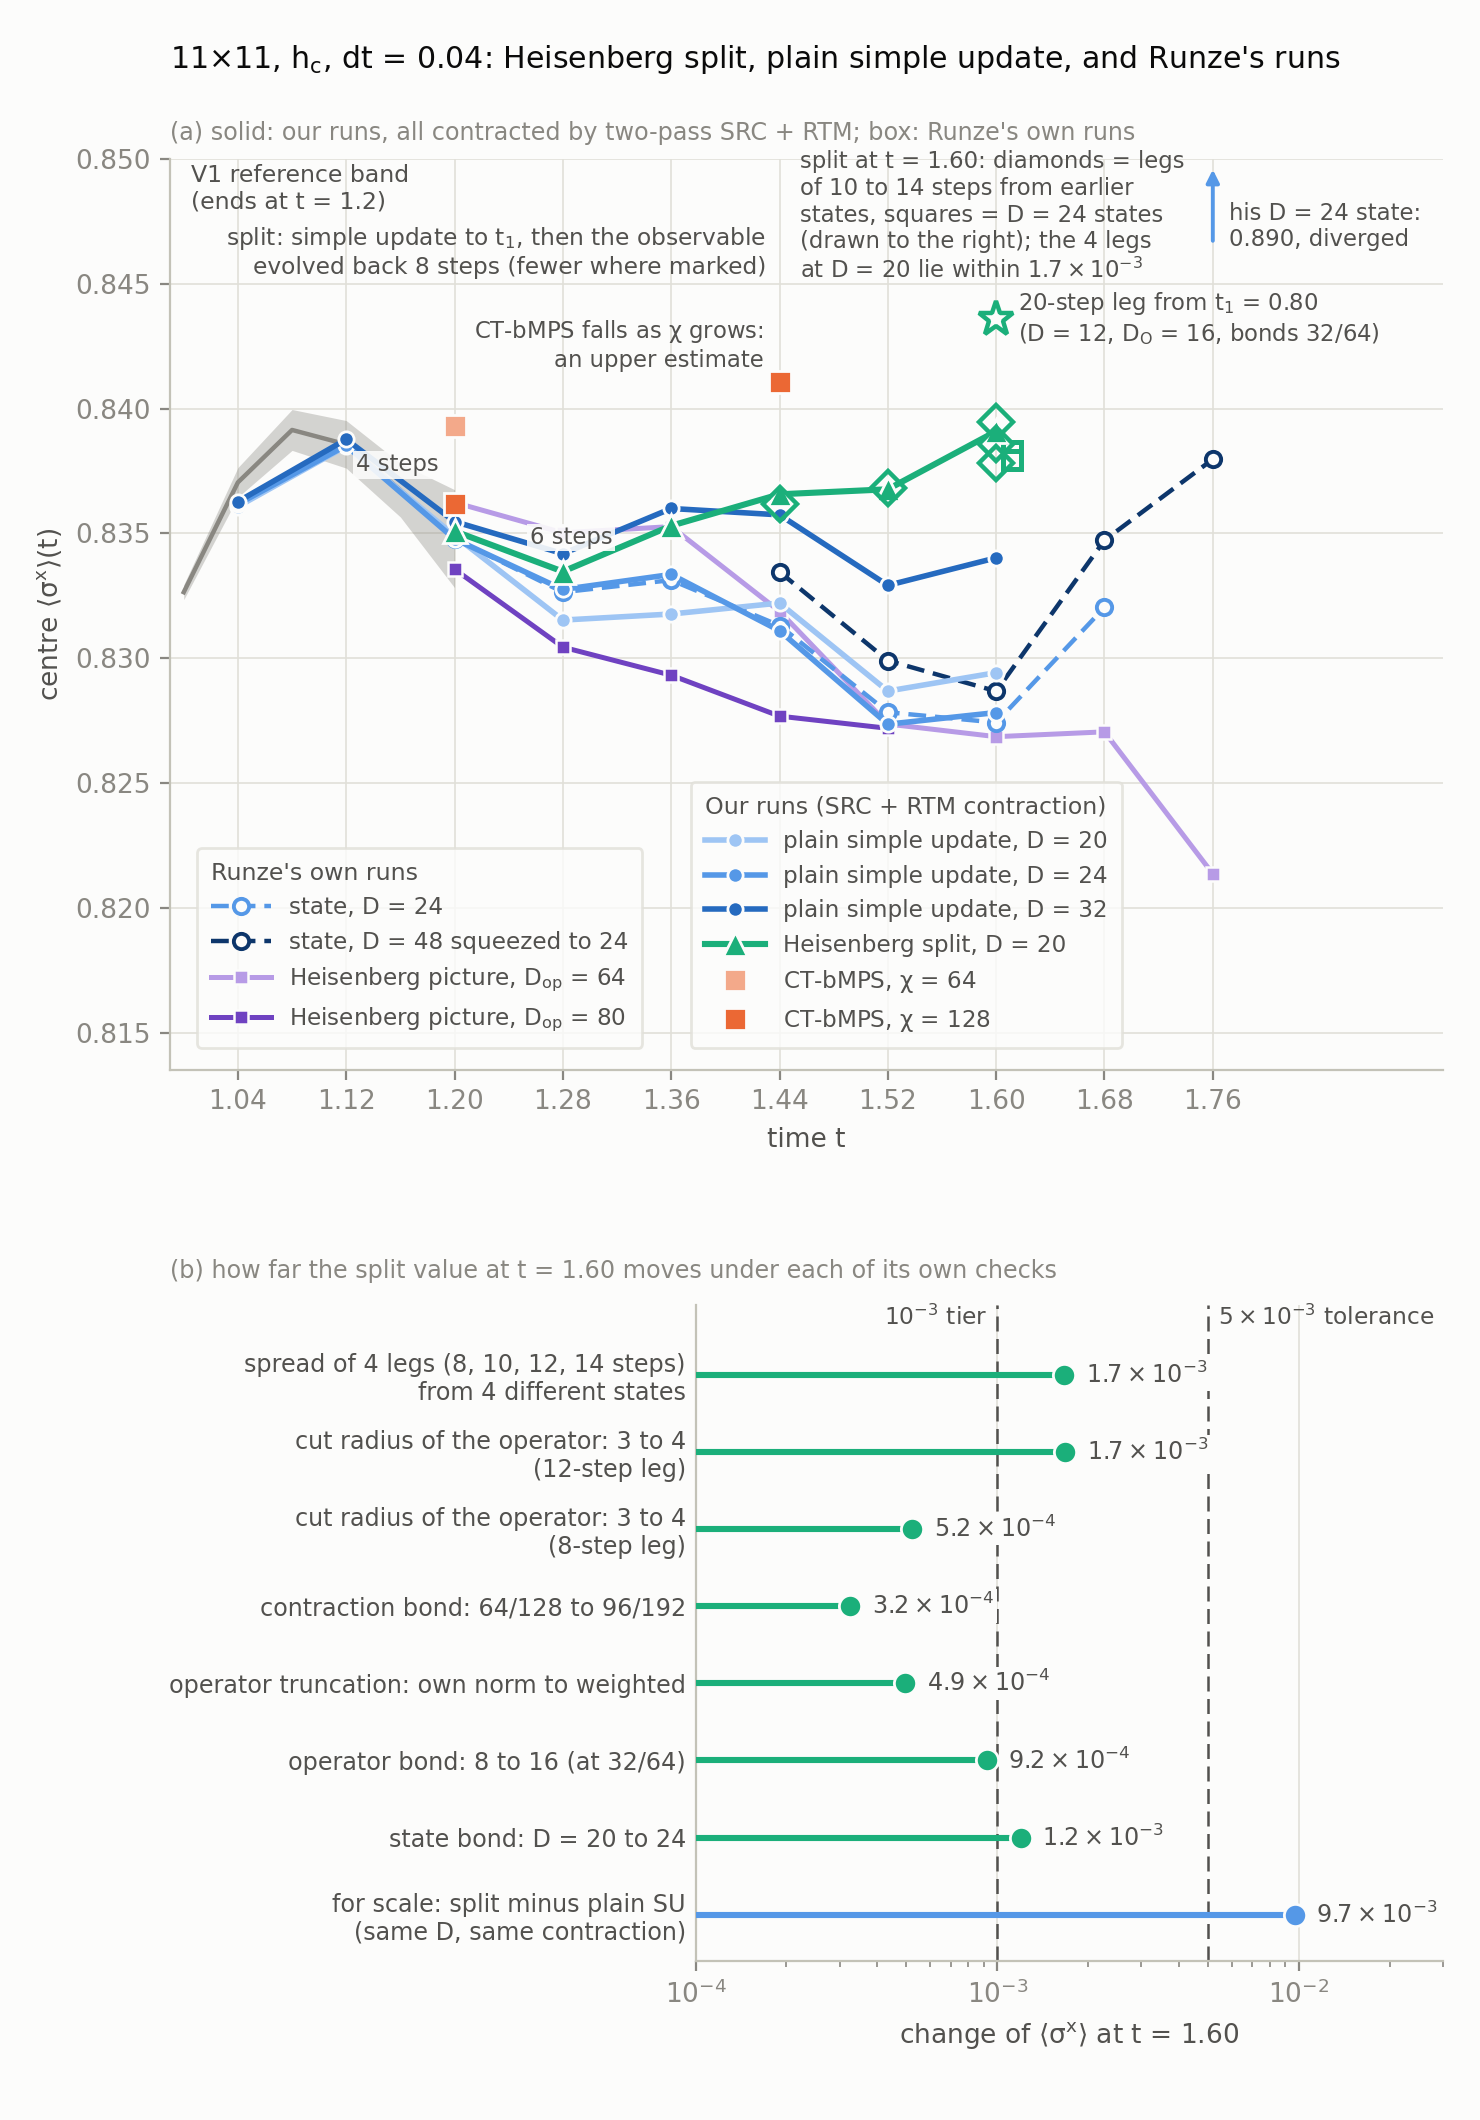 11×11, h_c, dt = 0.04: Heisenberg split, plain simple update, and Runze's runs
(a) solid: our runs, all contracted by two-pass SRC + RTM; box: Runze's own runs
V1 reference band
(ends at t = 1.2)
split: simple update to t₁, then the observable
evolved back 8 steps (fewer where marked)
split at t = 1.60: diamonds = legs
of 10 to 14 steps from earlier
states, squares = D = 24 states
(drawn to the right); the 4 legs
at D = 20 lie within 1.7 × 10⁻³
his D = 24 state:
0.890, diverged
CT-bMPS falls as χ grows:
an upper estimate
20-step leg from t₁ = 0.80
(D = 12, D_O = 16, bonds 32/64)
4 steps
6 steps
0.850
0.845
0.840
0.835
0.830
0.825
0.820
0.815
centre ⟨σˣ⟩(t)
Runze's own runs
state, D = 24
state, D = 48 squeezed to 24
Heisenberg picture, D_op = 64
Heisenberg picture, D_op = 80
Our runs (SRC + RTM contraction)
plain simple update, D = 20
plain simple update, D = 24
plain simple update, D = 32
Heisenberg split, D = 20
CT-bMPS, χ = 64
CT-bMPS, χ = 128
1.04 1.12 1.20 1.28 1.36 1.44 1.52 1.60 1.68 1.76
time t
(b) how far the split value at t = 1.60 moves under each of its own checks
10⁻³ tier
5 × 10⁻³ tolerance
spread of 4 legs (8, 10, 12, 14 steps)
from 4 different states
1.7 × 10⁻³
cut radius of the operator: 3 to 4
(12-step leg)
1.7 × 10⁻³
cut radius of the operator: 3 to 4
(8-step leg)
5.2 × 10⁻⁴
contraction bond: 64/128 to 96/192
3.2 × 10⁻⁴
operator truncation: own norm to weighted
4.9 × 10⁻⁴
operator bond: 8 to 16 (at 32/64)
9.2 × 10⁻⁴
state bond: D = 20 to 24
1.2 × 10⁻³
for scale: split minus plain SU
(same D, same contraction)
9.7 × 10⁻³
10⁻⁴ 10⁻³ 10⁻²
change of ⟨σˣ⟩ at t = 1.60